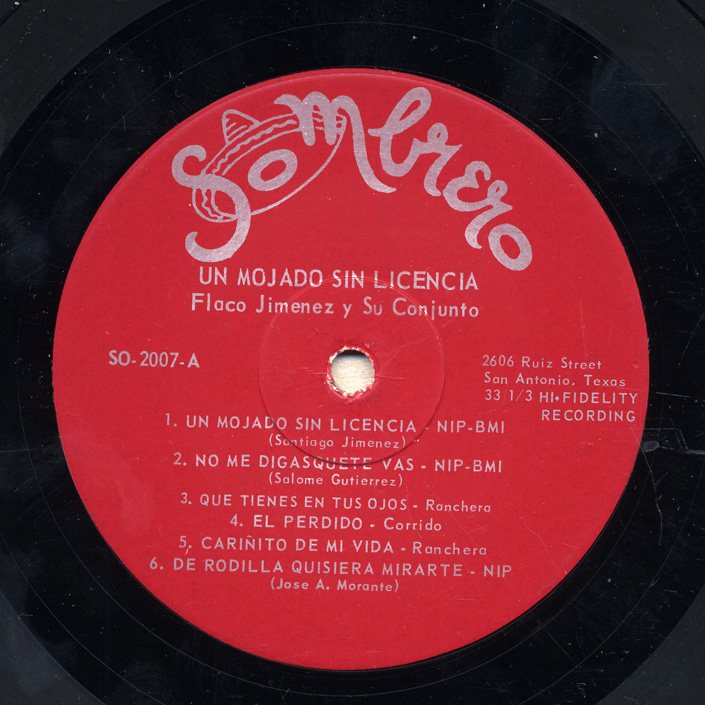 Sombrero
UN MOJADO SIN LICENCIA
Flaco Jimenez y Su Conjunto
SO-2007-A
2606 Ruiz Street
San Antonio, Texas
33 1/3 HI•FIDELITY
RECORDING
1. UN MOJADO SIN LICENCIA - NIP-BMI
(Santiago Jimenez)
2. NO ME DIGASQUETE VAS - NIP-BMI
(Salome Gutierrez)
3. QUE TIENES EN TUS OJOS - Ranchera
4. EL PERDIDO - Corrido
5. CARIÑITO DE MI VIDA - Ranchera
6. DE RODILLA QUISIERA MIRARTE - NIP
(Jose A. Morante)